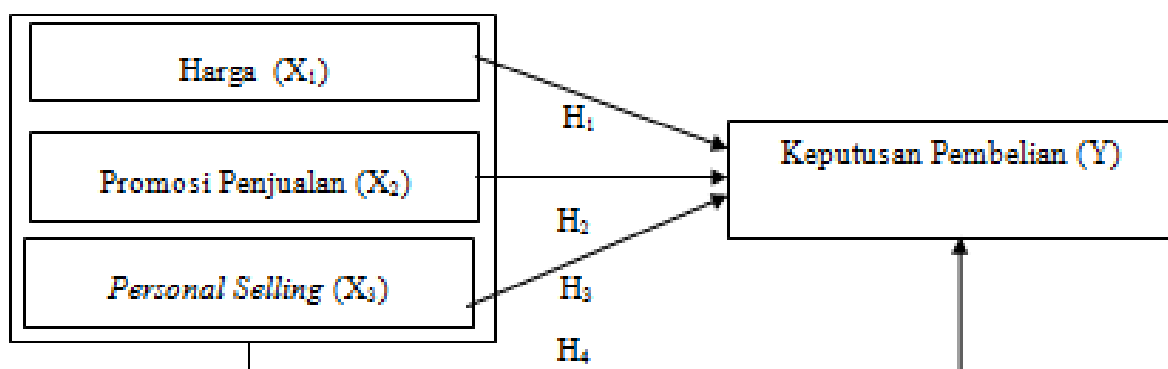 Harga (X₁)
H₁
Keputusan Pembelian (Y)
Promosi Penjualan (X₂)
H₂
Personal Selling (X₃)
H₃
H₄